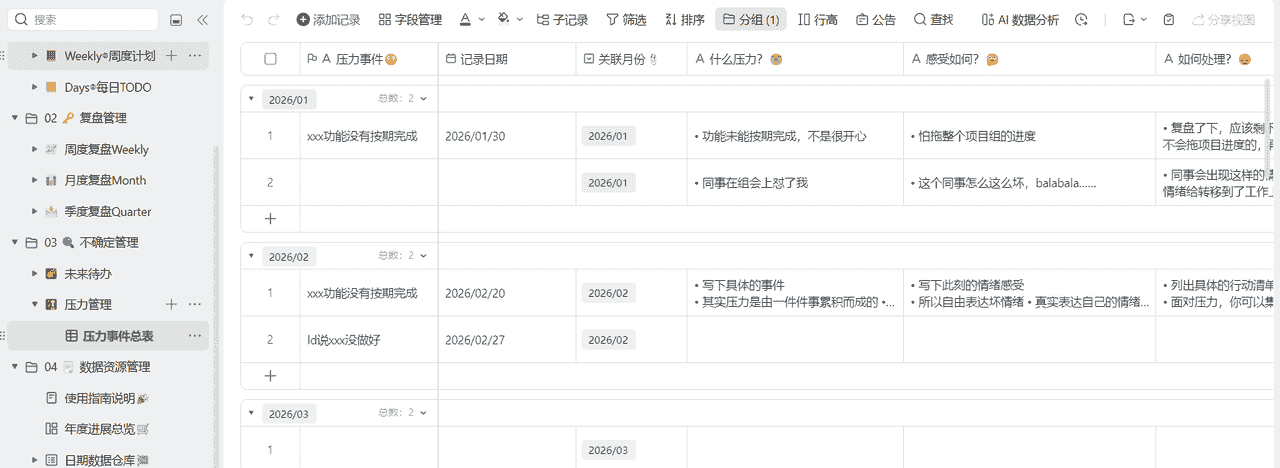 搜索
添加记录
字段管理
子记录
筛选
排序
分组 (1)
行高
公告
查找
AI 数据分析
分享视图
Weekly®周度计划
Days®每日TODO
02 复盘管理
周度复盘Weekly
月度复盘Month
季度复盘Quarter
03 不确定管理
未来待办
压力管理
压力事件总表
04 数据资源管理
使用指南说明
年度进展总览
日期数据仓库
A 压力事件
记录日期
关联月份
A 什么压力?
A 感受如何?
A 如何处理?
2026/01
总数: 2
1
xxx功能没有按期完成
2026/01/30
2026/01
• 功能未能按期完成,不是很开心
• 怕拖整个项目组的进度
• 复盘了下,应该剩下
不会拖项目进度的,
2
2026/01
• 同事在组会上怼了我
• 这个同事怎么这么坏,balabala......
• 同事会出现这样的
情绪给转移到了工作
2026/02
总数: 2
1
xxx功能没有按期完成
2026/02/20
2026/02
• 写下具体的事件
• 其实压力是由一件件事累积而成的 •...
• 写下此刻的情绪感受
• 所以自由表达坏情绪 • 真实表达自己的情绪...
• 列出具体的行动清单
• 面对压力,你可以集
2
ld说xxx没做好
2026/02/27
2026/02
2026/03
总数: 2
1
2026/03